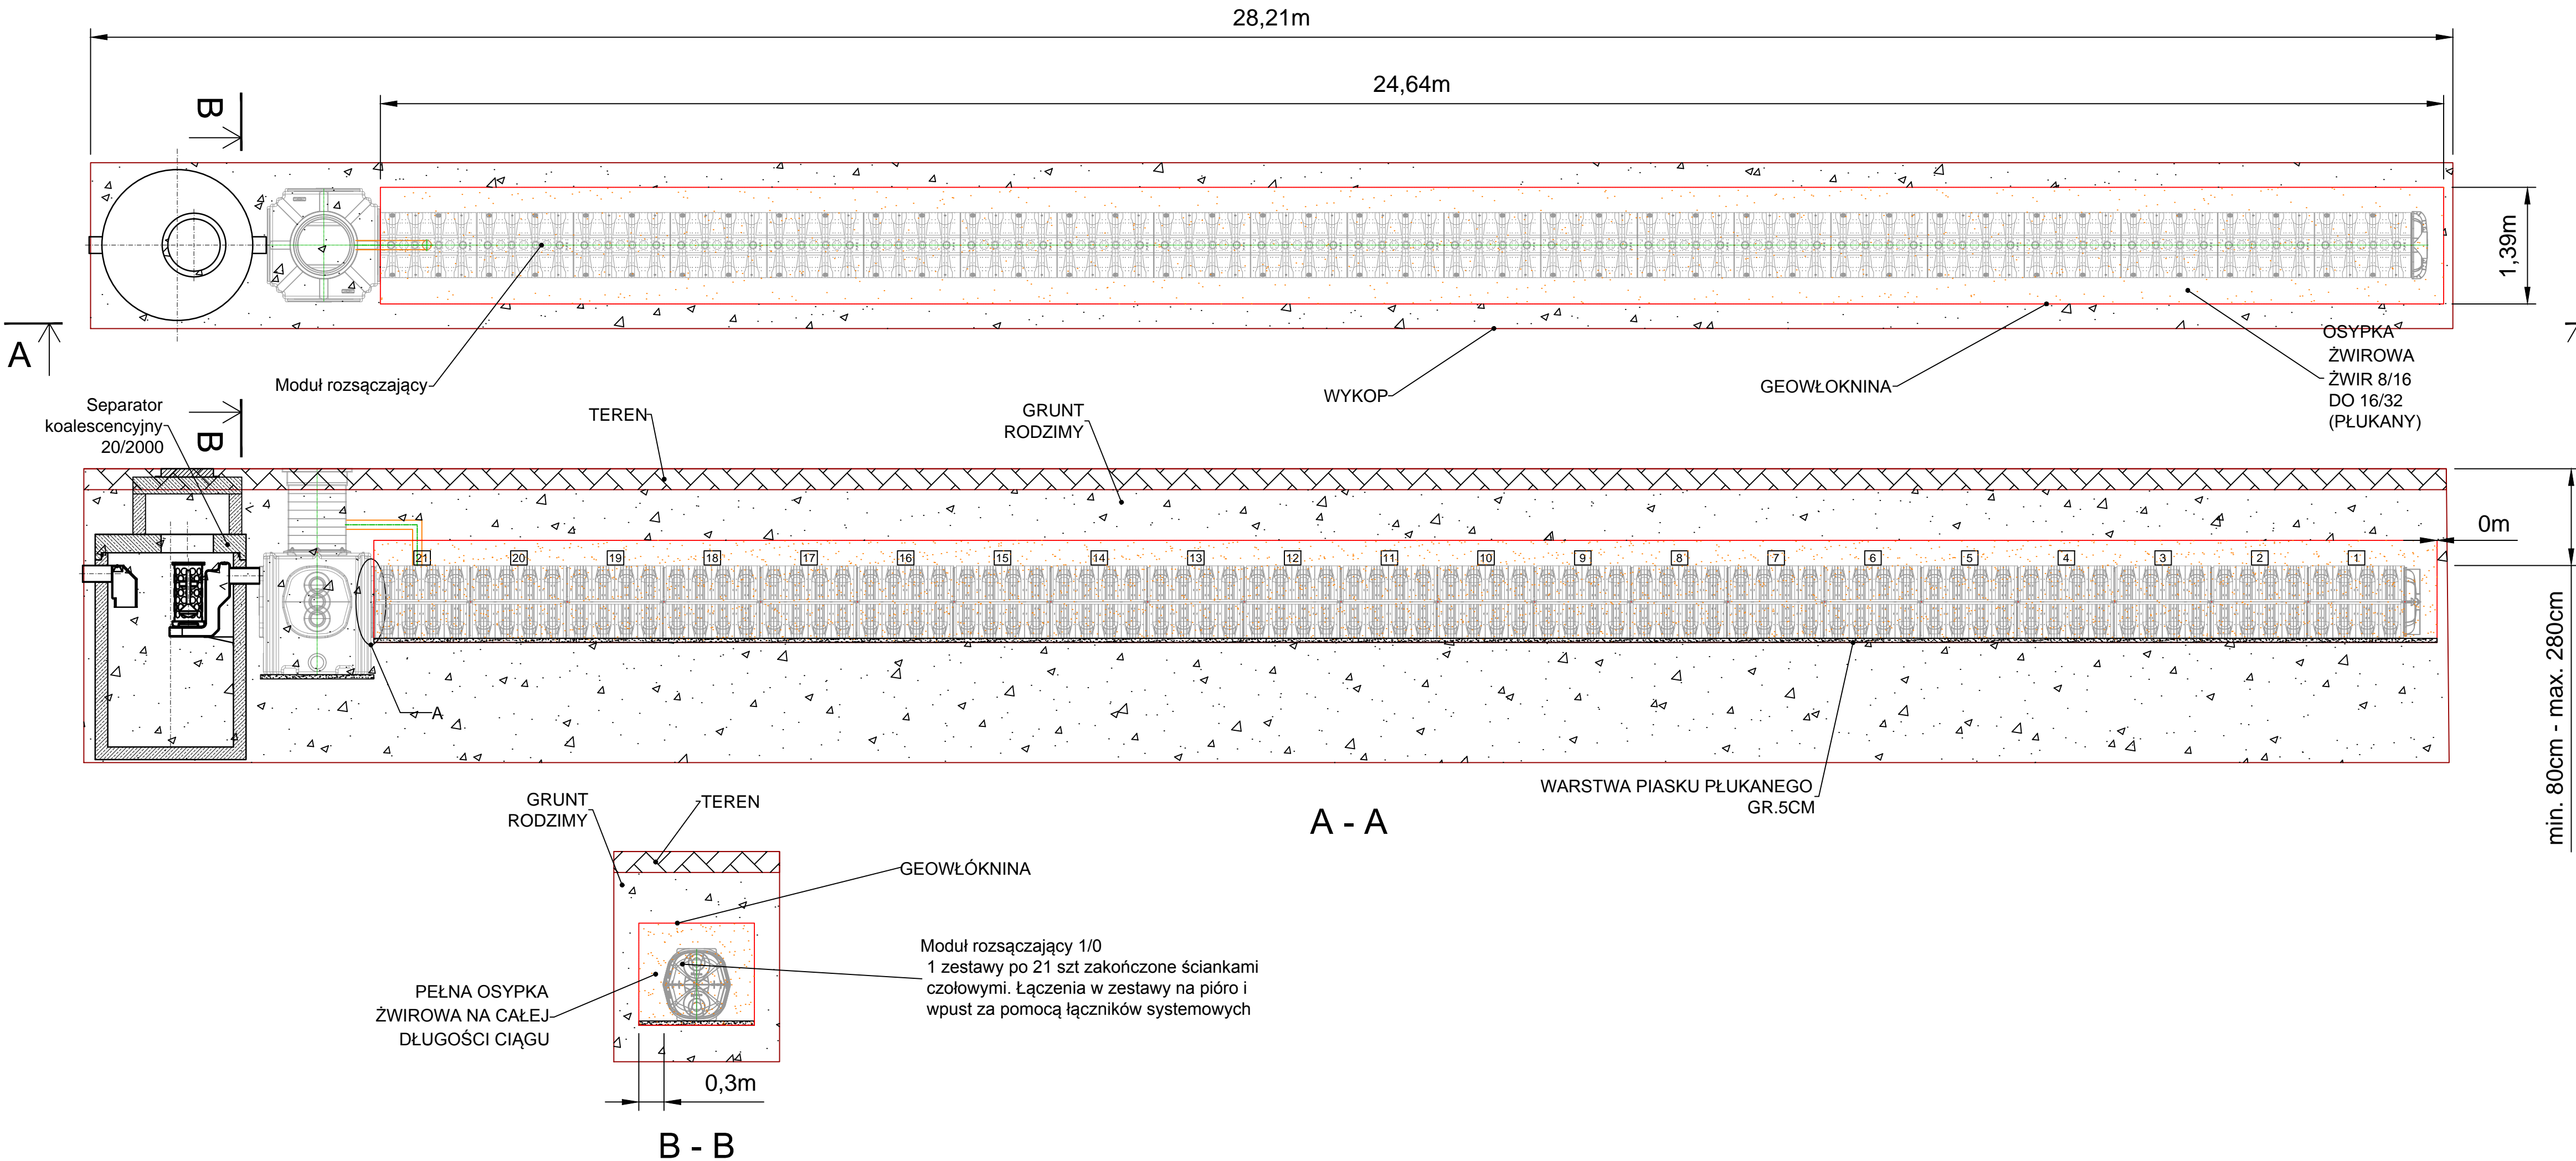 28,21m
24,64m
B
1,39m
A
Moduł rozsączający
WYKOP
GEOWŁOKNINA
OSYPKA
ŻWIROWA
ŻWIR 8/16
DO 16/32
(PŁUKANY)
Separator
koalescencyjny
20/2000
B
TEREN
GRUNT
RODZIMY
0m
21 20 19 18 17 16 15 14 13 12 11 10 9 8 7 6 5 4 3 2 1
A
min. 80cm - max. 280cm
WARSTWA PIASKU PŁUKANEGO
GR.5CM
A - A
GRUNT
RODZIMY
TEREN
GEOWŁÓKNINA
Moduł rozsączający 1/0
1 zestawy po 21 szt zakończone ściankami
czołowymi. Łączenia w zestawy na pióro i
wpust za pomocą łączników systemowych
PEŁNA OSYPKA
ŻWIROWA NA CAŁEJ
DŁUGOŚCI CIĄGU
0,3m
B - B